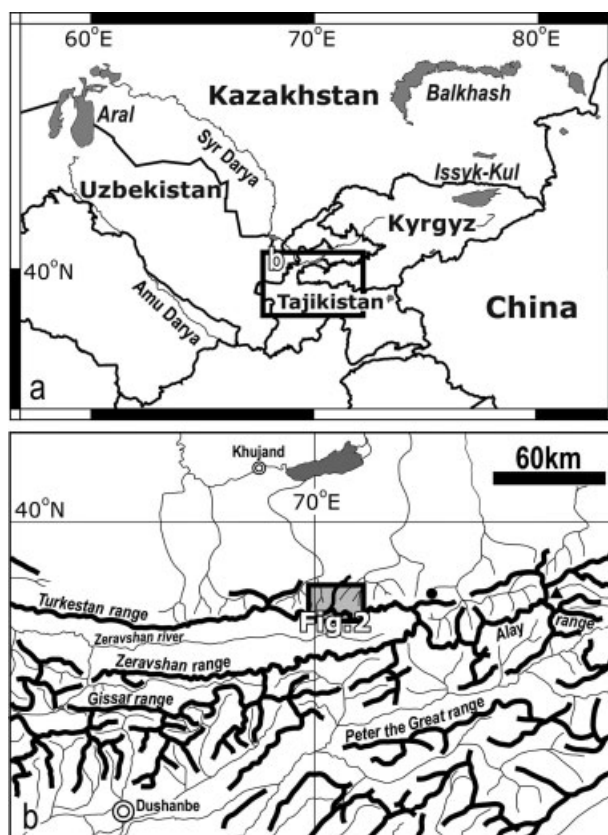 60°E
70°E
80°E
Kazakhstan
Balkhash
Aral
Syr Darya
Issyk-Kul
Uzbekistan
Kyrgyz
b
40°N
Tajikistan
Amu Darya
China
a
Khujand
60km
70°E
40°N
Turkestan range
Fig.2
Zeravshan river
Alay range
Zeravshan range
Gissar range
Peter the Great range
Dushanbe
b